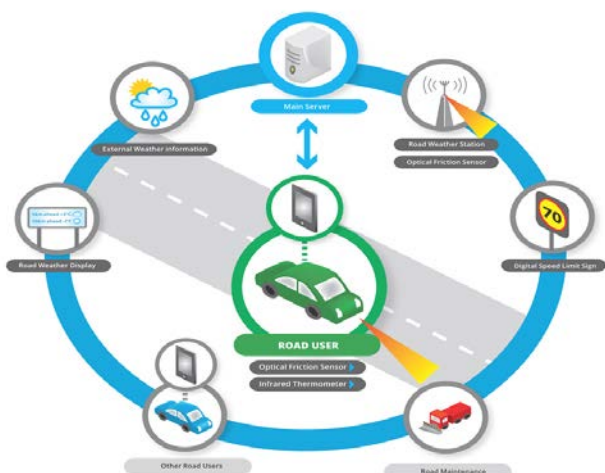 Main Server
External Weather information
Road Weather Station
Optical Friction Sensor
70
Road Weather Display
Digital Speed Limit Sign
ROAD USER
Optical Friction Sensor
Infrared Thermometer
Other Road Users
Road Maintenance